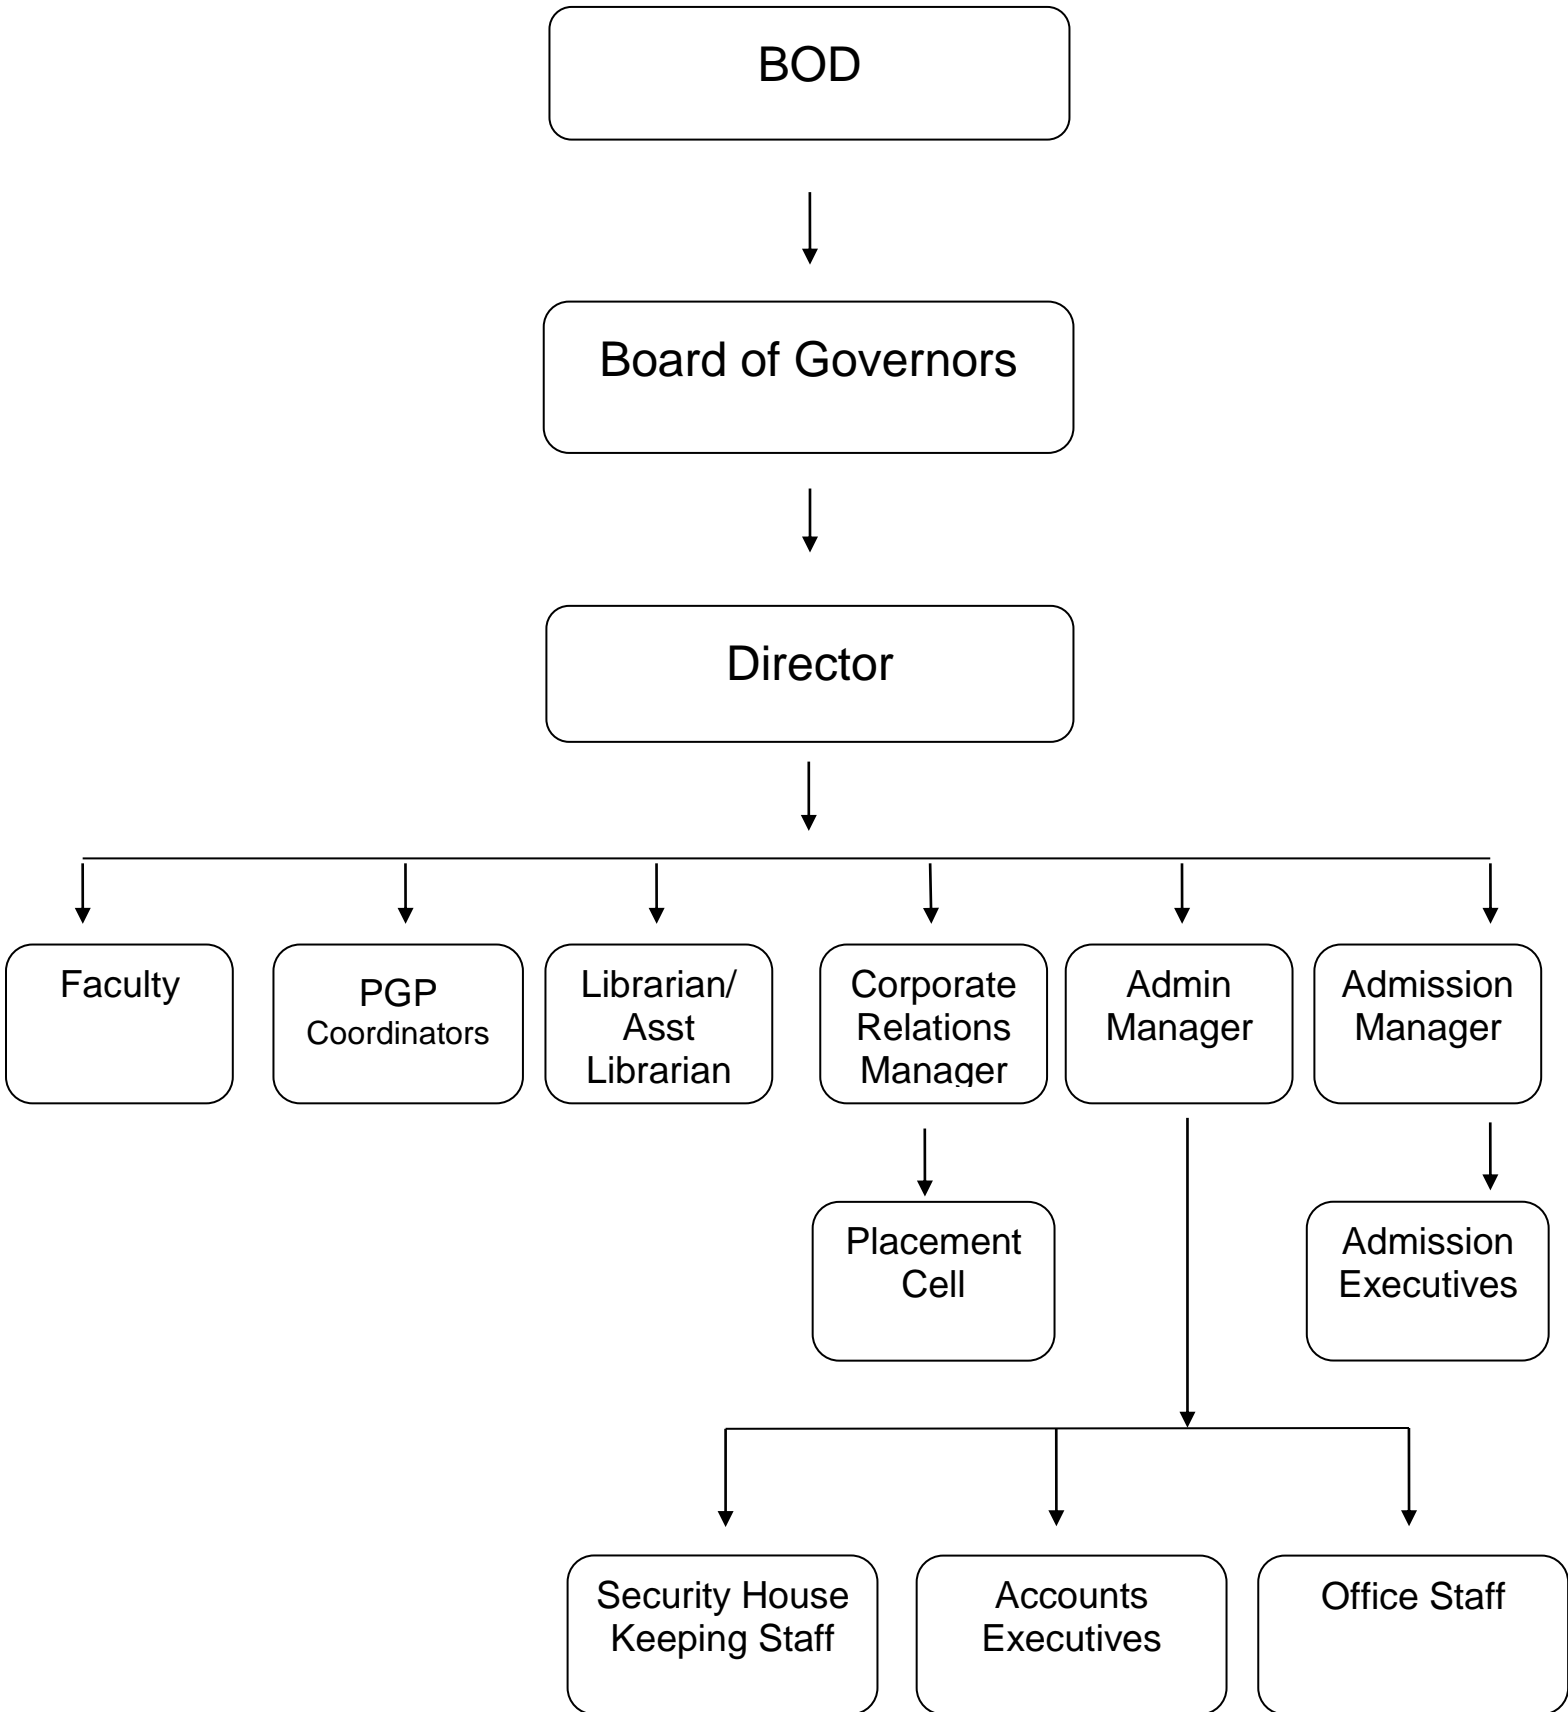 BOD
Board of Governors
Director
Faculty
PGP
Coordinators
Librarian/
Asst
Librarian
Corporate
Relations
Manager
Admin
Manager
Admission
Manager
Placement
Cell
Admission
Executives
Security House
Keeping Staff
Accounts
Executives
Office Staff